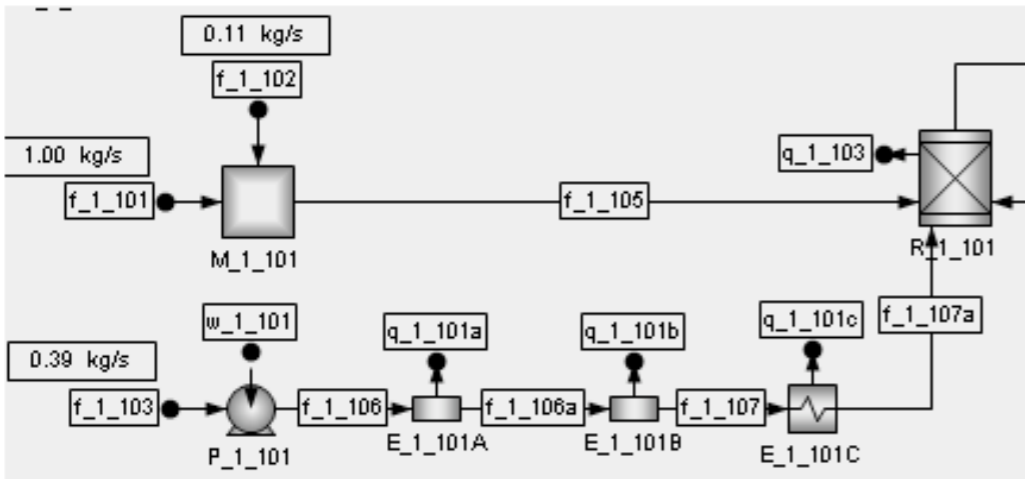 0.11 kg/s
f_1_102
1.00 kg/s
q_1_103
f_1_101
f_1_105
M_1_101
R_1_101
w_1_101
q_1_101a
q_1_101b
q_1_101c
f_1_107a
0.39 kg/s
f_1_103
f_1_106
f_1_106a
f_1_107
P_1_101
E_1_101A
E_1_101B
E_1_101C